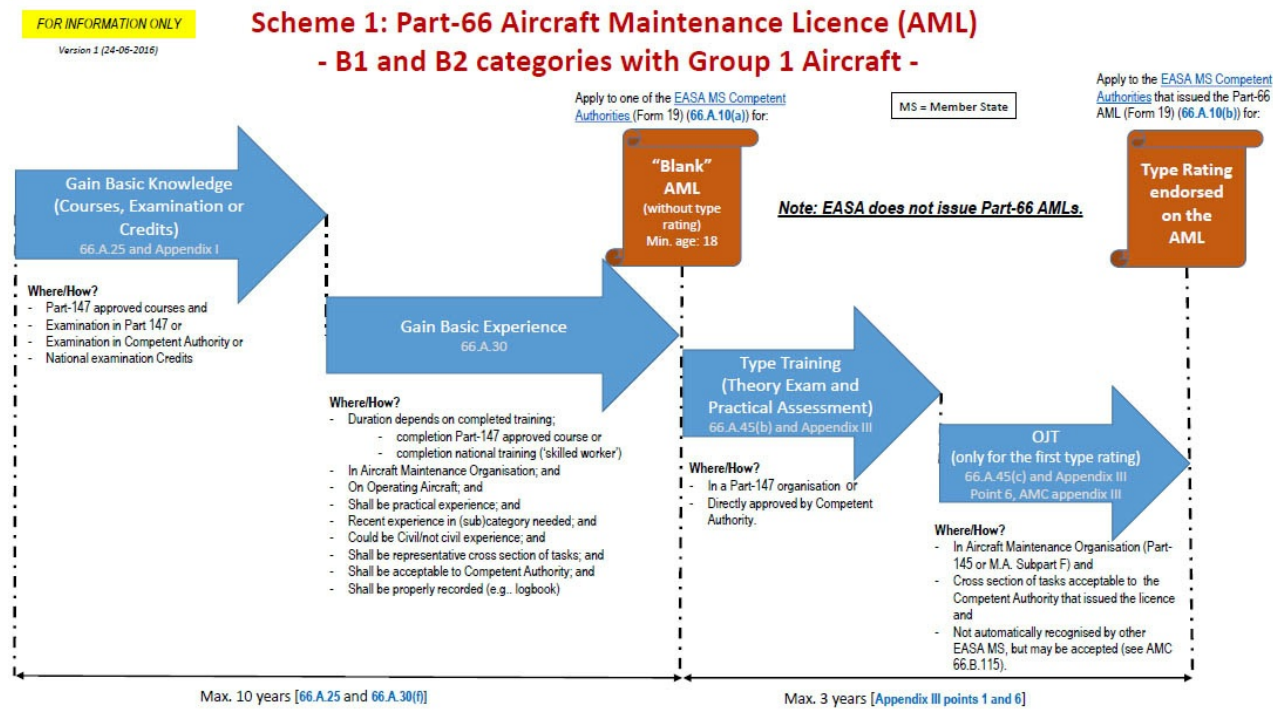 FOR INFORMATION ONLY
Version 1 (24-06-2016)
Scheme 1: Part-66 Aircraft Maintenance Licence (AML)
- B1 and B2 categories with Group 1 Aircraft -
Apply to one of the EASA MS Competent
Authorities (Form 19) (66.A.10(a)) for:
MS = Member State
Apply to the EASA MS Competent
Authorities that issued the Part-66
AML (Form 19) (66.A.10(b)) for:
"Blank"
AML
(without type
rating)
Min. age: 18
Note: EASA does not issue Part-66 AMLs.
Type Rating
endorsed
on the
AML
Gain Basic Knowledge
(Courses, Examination or
Credits)
66.A.25 and Appendix I
Where/How?
- Part-147 approved courses and
- Examination in Part 147 or
- Examination in Competent Authority or
- National examination Credits
Gain Basic Experience
66.A.30
Where/How?
- Duration depends on completed training;
- completion Part-147 approved course or
- completion national training ('skilled worker')
- In Aircraft Maintenance Organisation; and
- On Operating Aircraft; and
- Shall be practical experience; and
- Recent experience in (sub)category needed; and
- Could be Civil/not civil experience; and
- Shall be representative cross section of tasks; and
- Shall be acceptable to Competent Authority; and
- Shall be properly recorded (e.g.. logbook)
Type Training
(Theory Exam and
Practical Assessment)
66.A.45(b) and Appendix III
Where/How?
- In a Part-147 organisation or
- Directly approved by Competent
Authority.
OJT
(only for the first type rating)
66.A.45(c) and Appendix III
Point 6, AMC appendix III
Where/How?
- In Aircraft Maintenance Organisation (Part-
145 or M.A. Subpart F) and
- Cross section of tasks acceptable to the
Competent Authority that issued the licence
and
- Not automatically recognised by other
EASA MS, but may be accepted (see AMC
66.B.115).
Max. 10 years [66.A.25 and 66.A.30(f)]
Max. 3 years [Appendix III points 1 and 6]